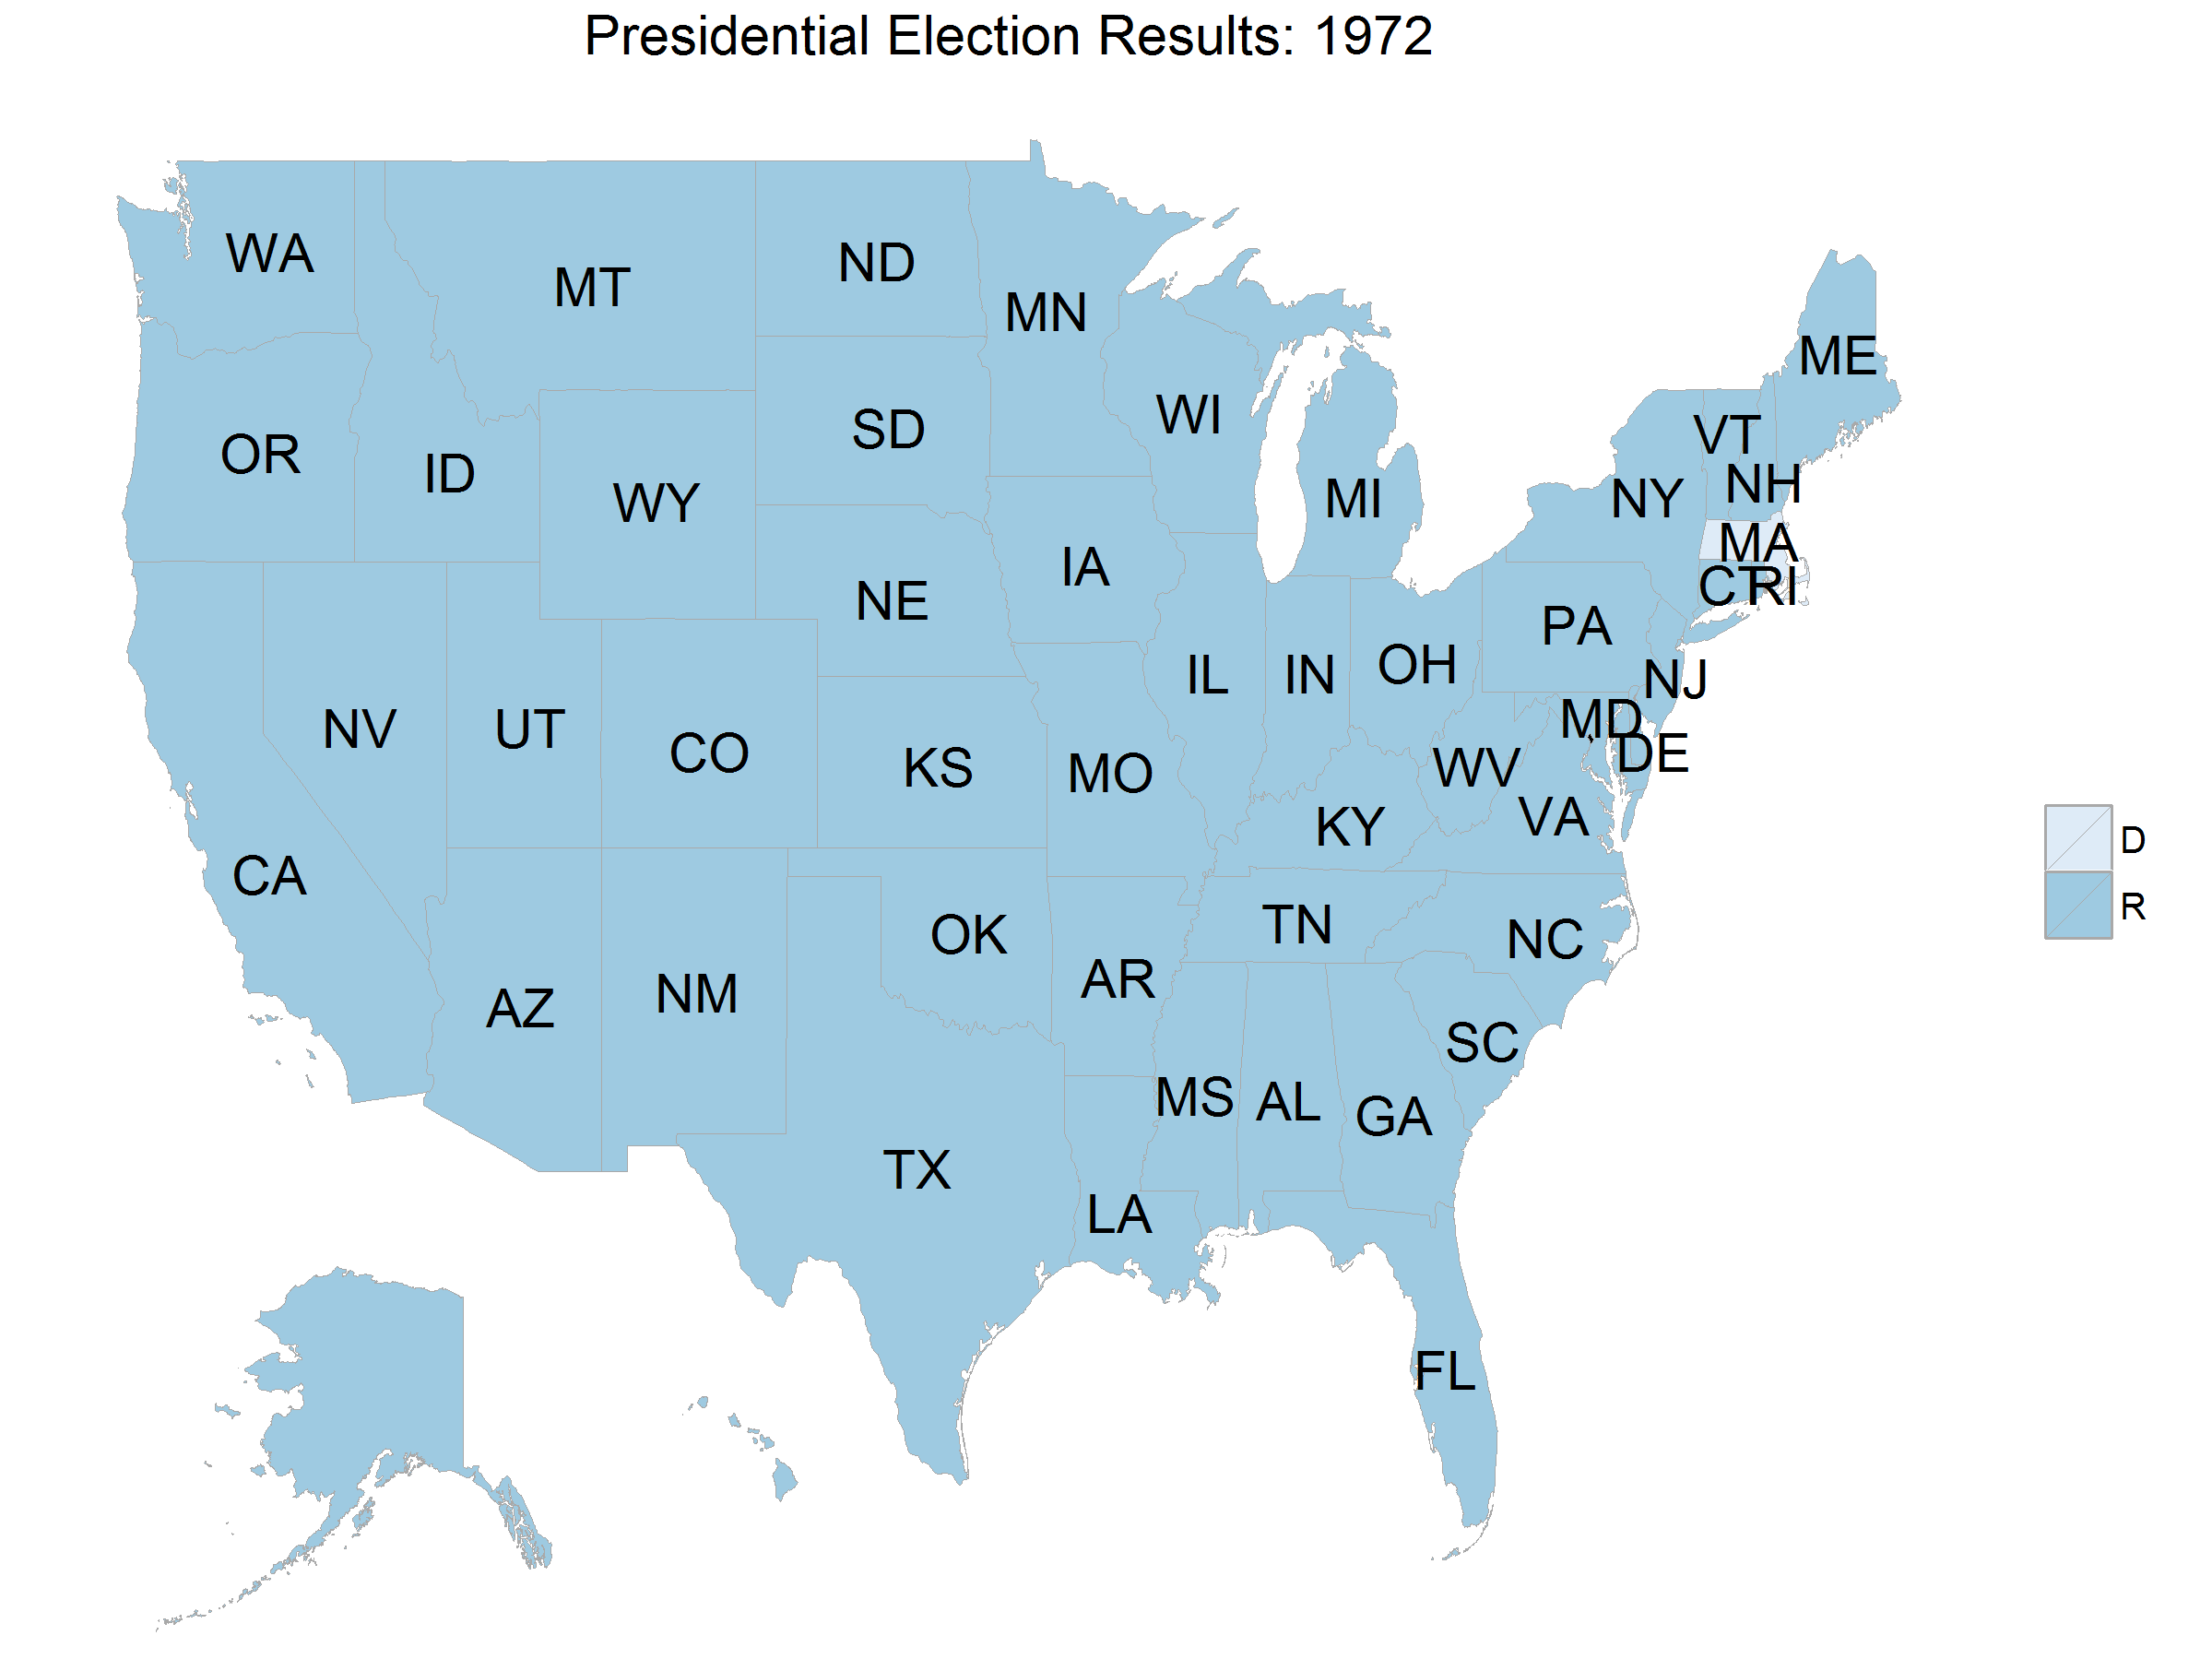 Presidential Election Results: 1972
WA
MT
ND
MN
ME
OR
ID
WY
SD
WI
MI
NY
VT
NH
MA
CT
RI
IA
NE
PA
NJ
NV
UT
CO
KS
MO
IL
IN
OH
MD
DE
WV
VA
KY
CA
D
R
AZ
NM
OK
AR
TN
NC
SC
MS
AL
GA
TX
LA
FL